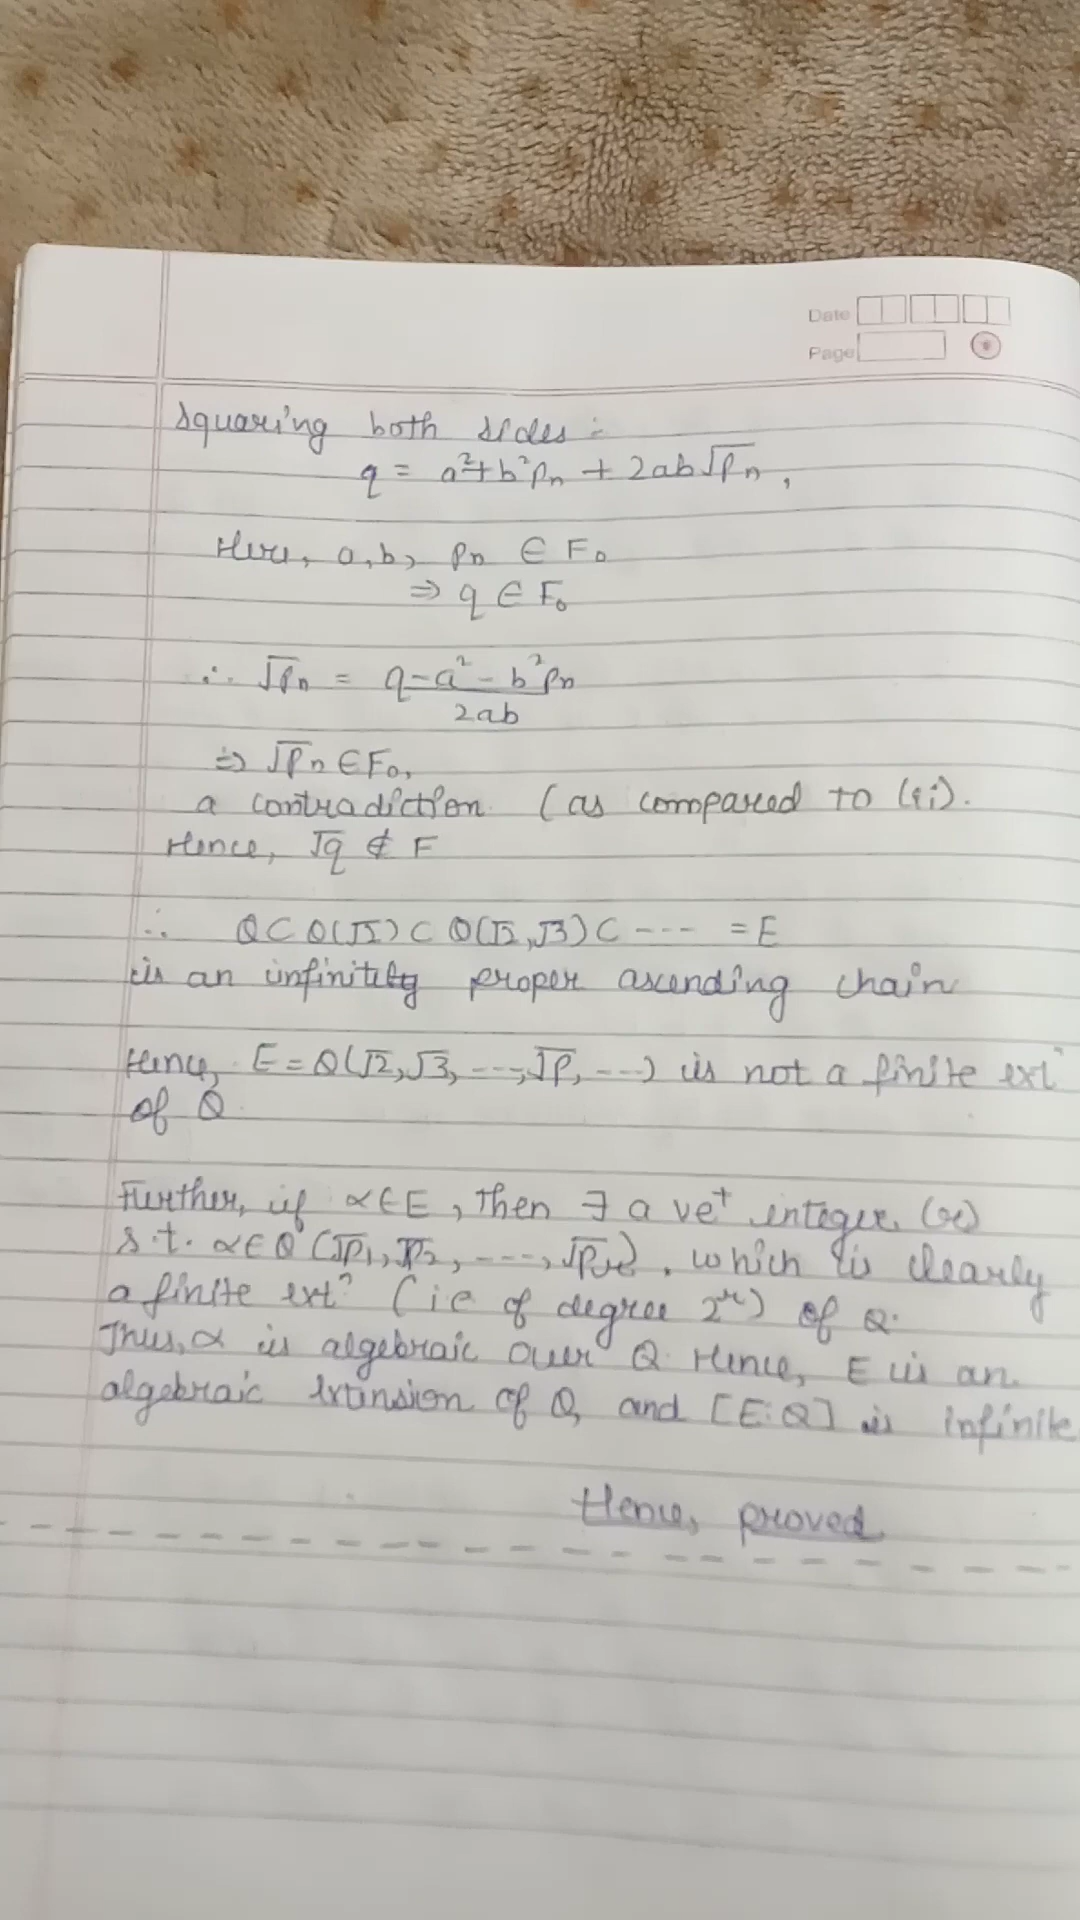 Date
Page
Squaring both sides :
q = a²+b²pₙ + 2ab√pₙ,
Here, a,b, pₙ ∈ F₀
⇒ q ∈ F₀
∴ √pₙ = q-a²-b²pₙ
2ab
⇒ √pₙ ∈ F₀,
a contradiction. (as compared to (ii).
Hence, √q ∉ F
∴ Q⊂Q(√2)⊂ Q(√2,√3)⊂ ---- = E
is an infinitely proper ascending chain
Hence, E = Q(√2,√3, ---,√p, ---) is not a finite extⁿ
of Q.
Further, if α∈E, then ∃ a ve⁺ integer (r)
s.t. α∈Q(√p₁,√p₂, ----, √pᵣ), which is clearly
a finite extⁿ (i.e of degree 2ʳ) of Q.
Thus, α is algebraic over Q. Hence, E is an
algebraic extension of Q, and [E:Q] is infinite
Hence, proved